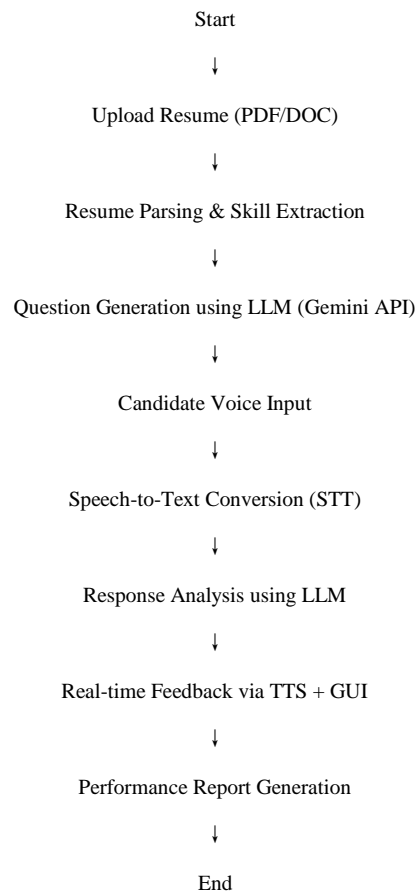 Start
↓
Upload Resume (PDF/DOC)
↓
Resume Parsing & Skill Extraction
↓
Question Generation using LLM (Gemini API)
↓
Candidate Voice Input
↓
Speech-to-Text Conversion (STT)
↓
Response Analysis using LLM
↓
Real-time Feedback via TTS + GUI
↓
Performance Report Generation
↓
End